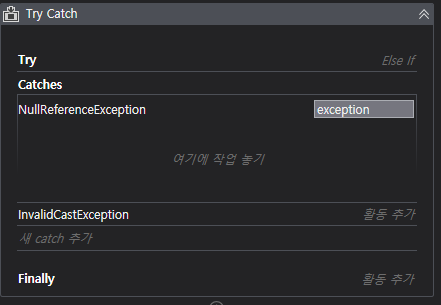 Try Catch
Try Else If
Catches
NullReferenceException exception
여기에 작업 놓기
InvalidCastException 활동 추가
새 catch 추가
Finally 활동 추가